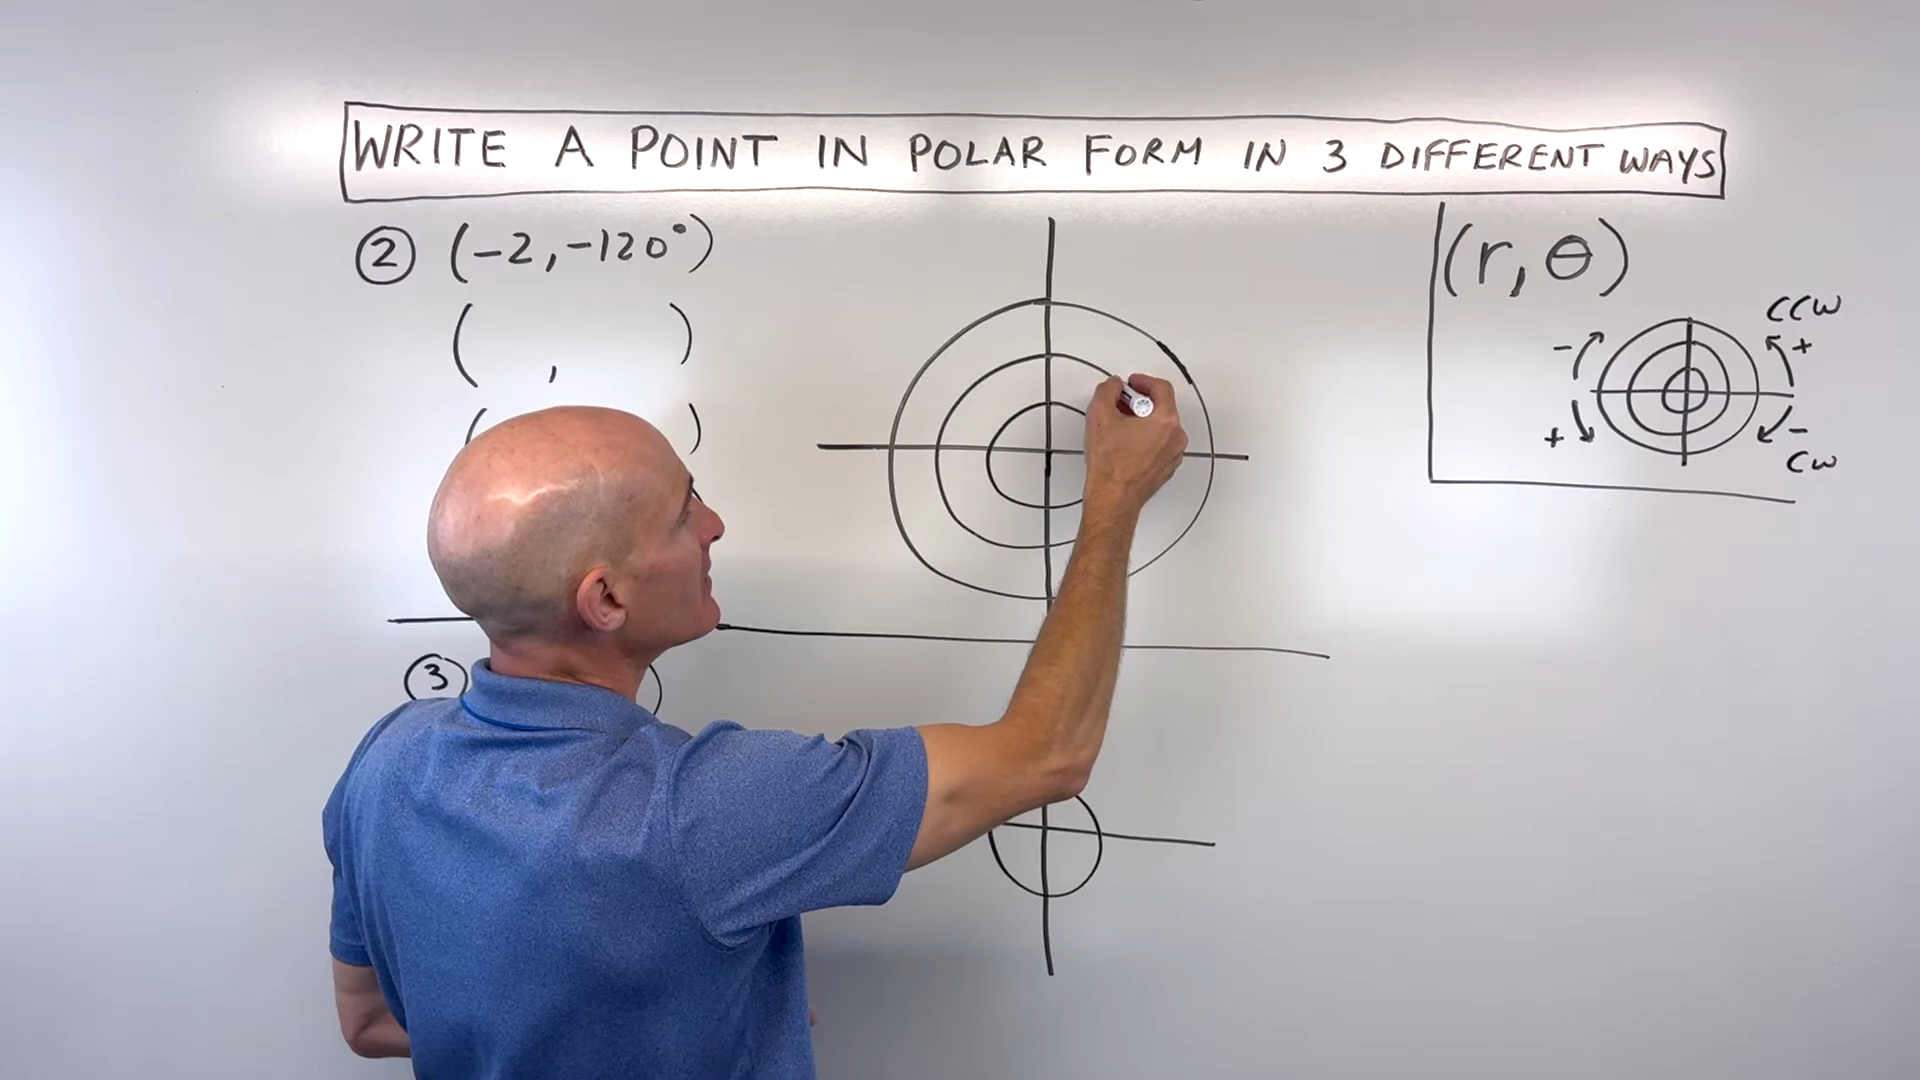 WRITE A POINT IN POLAR FORM IN 3 DIFFERENT WAYS
② (-2, -120°)
( , )
( )
③
(r, θ)
CCW
- +
+ -
CW